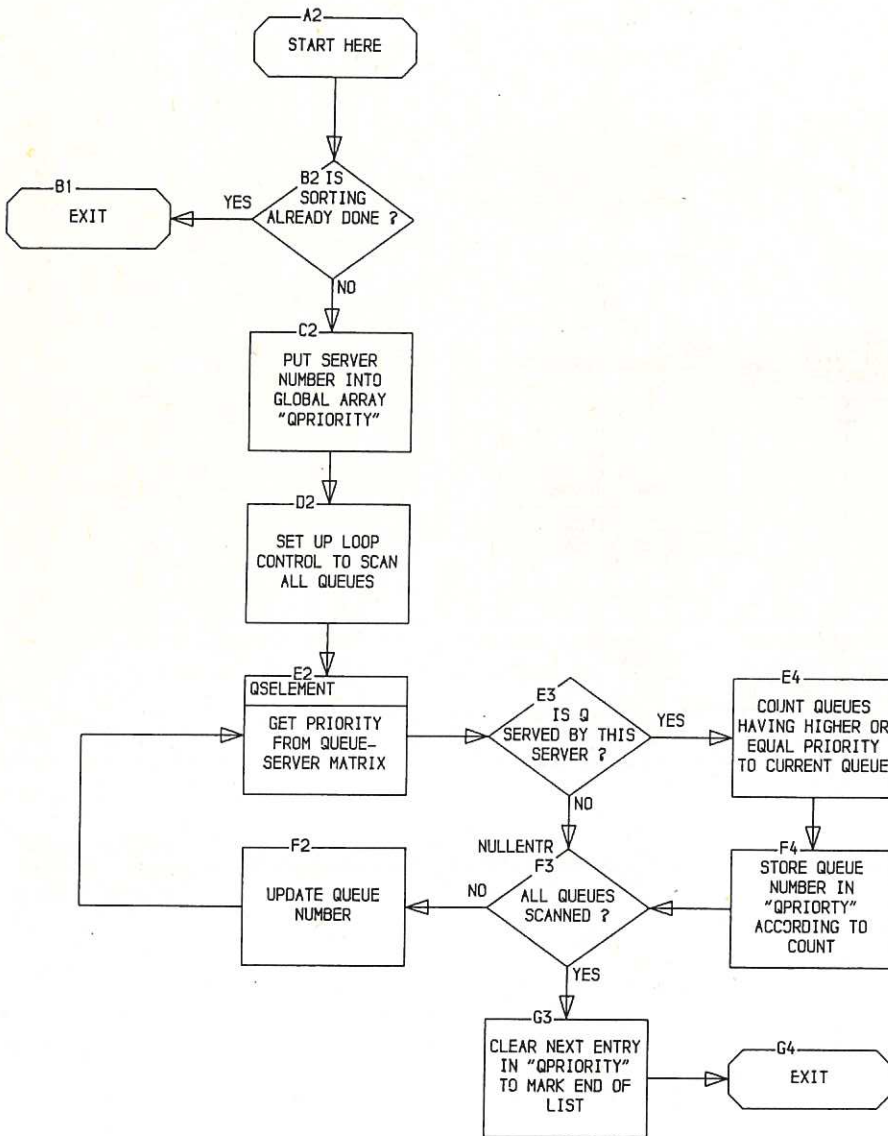 A2
START HERE
B1
EXIT
YES
B2 IS
SORTING
ALREADY DONE ?
NO
C2
PUT SERVER
NUMBER INTO
GLOBAL ARRAY
"QPRIORITY"
D2
SET UP LOOP
CONTROL TO SCAN
ALL QUEUES
E2
QSELEMENT
GET PRIORITY
FROM QUEUE-
SERVER MATRIX
E3
IS Q
SERVED BY THIS
SERVER ?
YES
NO
E4
COUNT QUEUES
HAVING HIGHER OR
EQUAL PRIORITY
TO CURRENT QUEUE
F2
UPDATE QUEUE
NUMBER
NO
NULLENTR
F3
ALL QUEUES
SCANNED ?
YES
F4
STORE QUEUE
NUMBER IN
"QPRIORTY"
ACCORDING TO
COUNT
G3
CLEAR NEXT ENTRY
IN "QPRIORITY"
TO MARK END OF
LIST
G4
EXIT